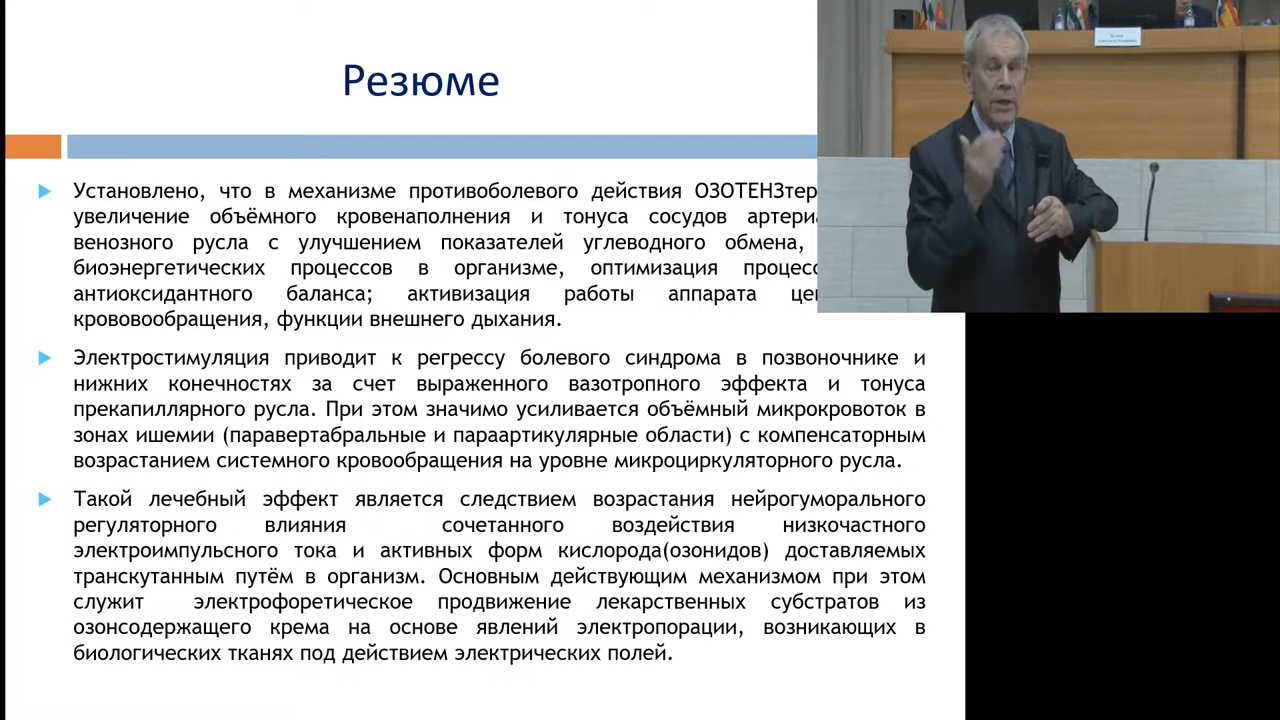 Резюме
Установлено, что в механизме противоболевого действия
увеличение объёмного кровенаполнения и тонуса сосудов
венозного русла с улучшением показателей углеводного обмена,
биоэнергетических процессов в организме, оптимизация
антиоксидантного баланса; активизация работы аппарата
крововообращения, функции внешнего дыхания.
Электростимуляция приводит к регрессу болевого синдрома в позвоночнике и
нижних конечностях за счет выраженного вазотропного эффекта и тонуса
прекапиллярного русла. При этом значимо усиливается объёмный микрокровоток в
зонах ишемии (паравертабральные и параартикулярные области) с компенсаторным
возрастанием системного кровообращения на уровне микроциркуляторного русла.
Такой лечебный эффект является следствием возрастания нейрогуморального
регуляторного влияния сочетанного воздействия низкочастного
электроимпульсного тока и активных форм кислорода(озонидов) доставляемых
транскутанным путём в организм. Основным действующим механизмом при этом
служит электрофоретическое продвижение лекарственных субстратов из
озонсодержащего крема на основе явлений электропорации, возникающих в
биологических тканях под действием электрических полей.